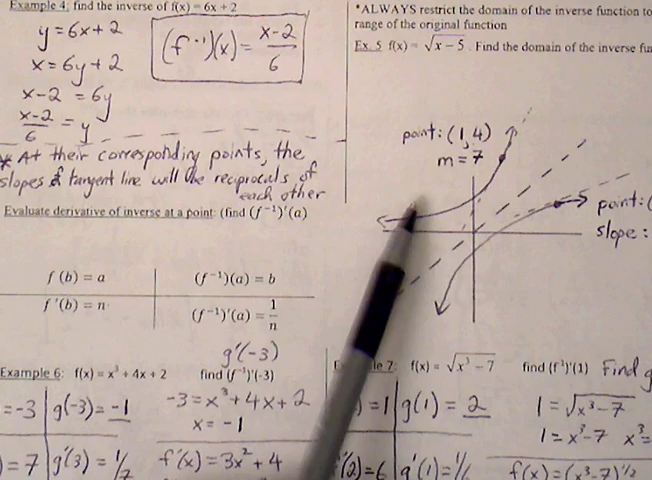 Example 4: find the inverse of f(x) = 6x + 2
y = 6x + 2
x = 6y + 2
x - 2 = 6y
x-2/6 = y
(f⁻¹)(x) = x-2/6
* At their corresponding points, the
slopes of tangent line will be reciprocals of
each other
Evaluate derivative of inverse at a point: (find (f⁻¹)'(a)
f (b) = a
(f⁻¹)(a) = b
f '(b) = n
(f⁻¹)'(a) = 1/n
g'(-3)
Example 6: f(x) = x³ + 4x + 2 find (f⁻¹)'(-3)
= -3
g(-3) = -1
) = 7
g'(3) = 1/7
-3 = x³ + 4x + 2
x = -1
f'(x) = 3x² + 4
*ALWAYS restrict the domain of the inverse function to
range of the original function
Ex. 5 f(x) = √x - 5 . Find the domain of the inverse
point: (1, 4)
m = 7
point: (
slope :
7: f(x) = √x³ - 7 find (f⁻¹)'(1) Find g
) = 1
g(1) = 2
'(2) = 6
g'(1) = 1/6
1 = √x³-7
1 = x³-7 x³=
f(x) = (x³-7)^1/2